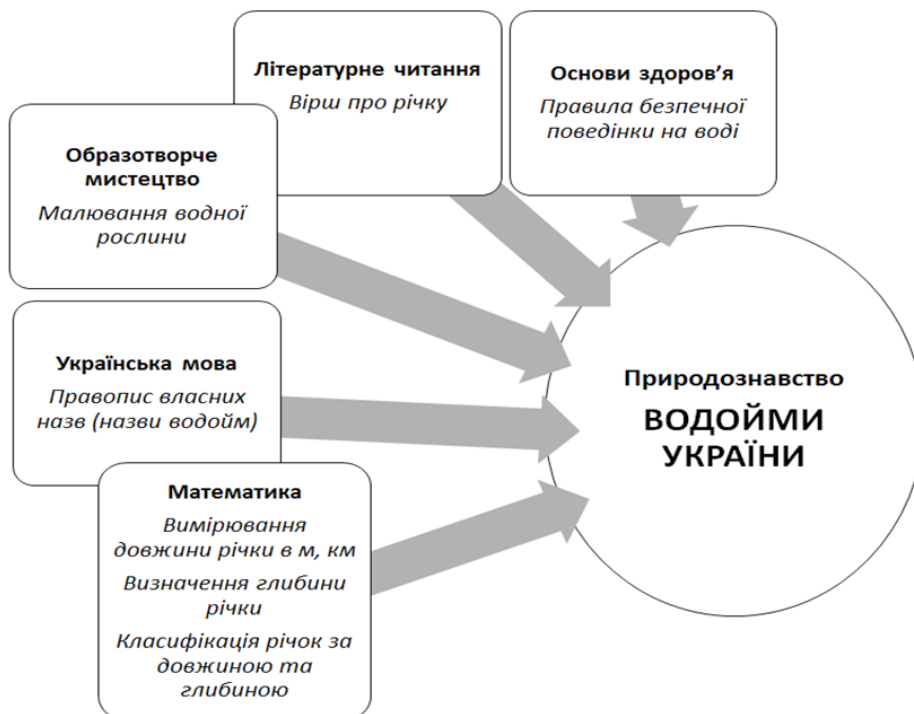 Літературне читання
Вірш про річку
Основи здоров’я
Правила безпечної
поведінки на воді
Образотворче
мистецтво
Малювання водної
рослини
Українська мова
Правопис власних
назв (назви водойм)
Математика
Вимірювання
довжини річки в м, км
Визначення глибини
річки
Класифікація річок за
довжиною та
глибиною
Природознавство
ВОДОЙМИ
УКРАЇНИ